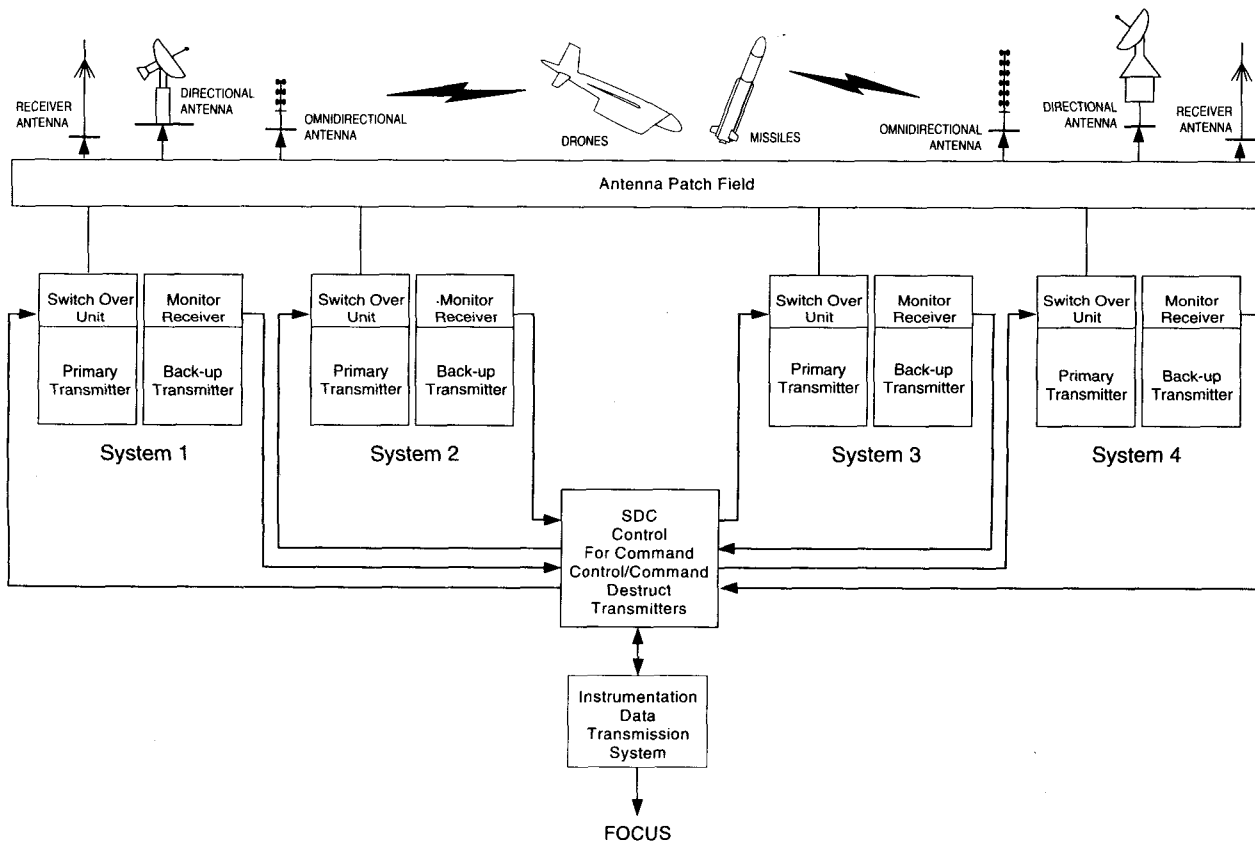 RECEIVER
ANTENNA
DIRECTIONAL
ANTENNA
OMNIDIRECTIONAL
ANTENNA
DRONES
MISSILES
OMNIDIRECTIONAL
ANTENNA
DIRECTIONAL
ANTENNA
RECEIVER
ANTENNA
Antenna Patch Field
Switch Over
Unit
Monitor
Receiver
Primary
Transmitter
Back-up
Transmitter
System 1
Switch Over
Unit
Monitor
Receiver
Primary
Transmitter
Back-up
Transmitter
System 2
Switch Over
Unit
Monitor
Receiver
Primary
Transmitter
Back-up
Transmitter
System 3
Switch Over
Unit
Monitor
Receiver
Primary
Transmitter
Back-up
Transmitter
System 4
SDC
Control
For Command
Control/Command
Destruct
Transmitters
Instrumentation
Data
Transmission
System
FOCUS